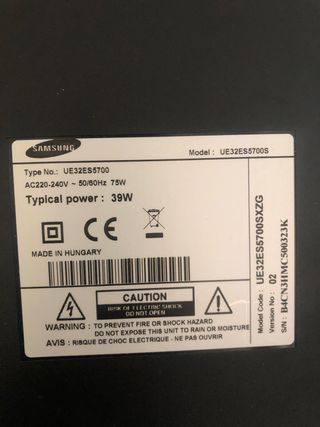 SAMSUNG
Model : UE32ES5700S
Type No.: UE32ES5700
AC220-240V ~ 50/60Hz 75W
Typical power : 39W
CE
MADE IN HUNGARY
CAUTION
RISK OF ELECTRIC SHOCK
DO NOT OPEN
WARNING : TO PREVENT FIRE OR SHOCK HAZARD
DO NOT EXPOSE THIS UNIT TO RAIN OR MOISTURE
AVIS : RISQUE DE CHOC ELECTRIQUE - NE PAS OUVRIR
Model Code : UE32ES5700SXZG
Version No : 02
S/N : B4CN3HMC500323K